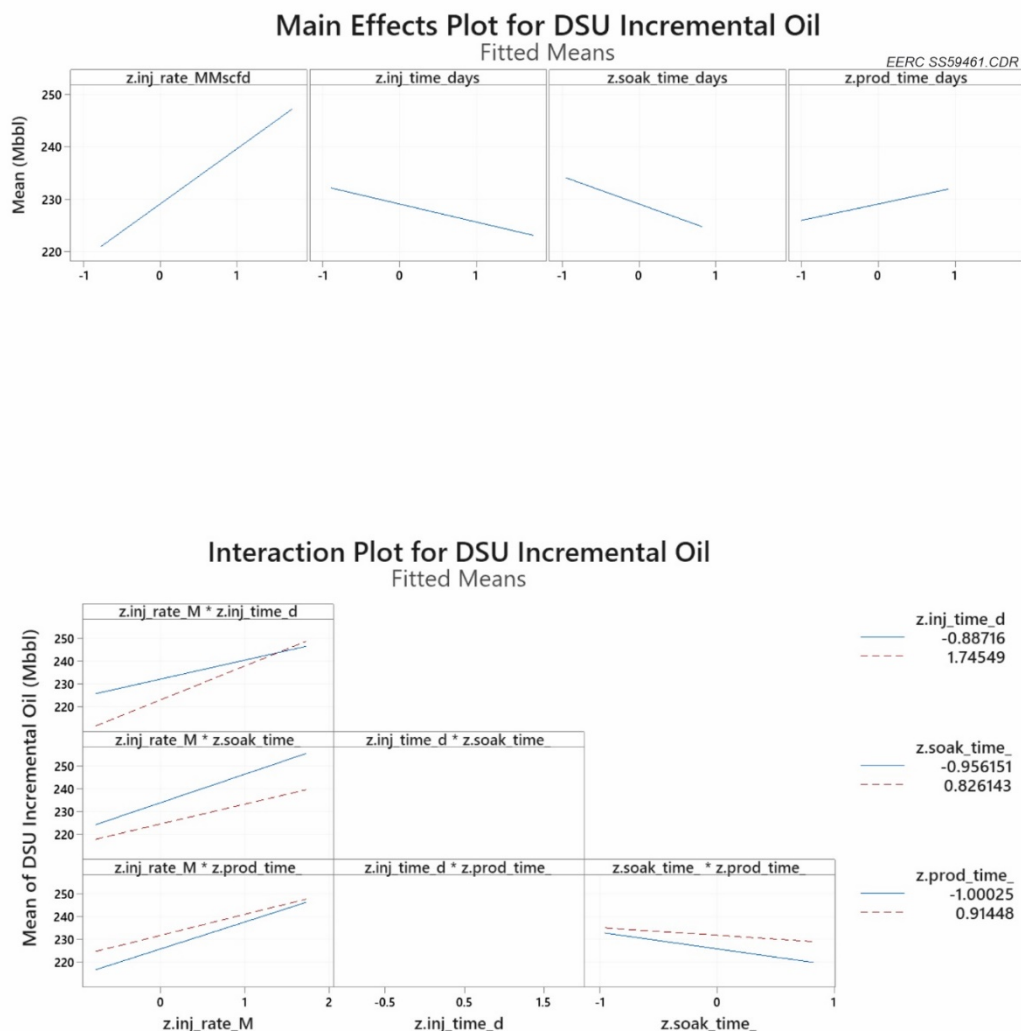 Main Effects Plot for DSU Incremental Oil
Fitted Means
EERC SS59461.CDR
z.inj_rate_MMscfd z.inj_time_days z.soak_time_days z.prod_time_days
Mean (Mbbl)
250
240
230
220
-1 0 1 -1 0 1 -1 0 1 -1 0 1
Interaction Plot for DSU Incremental Oil
Fitted Means
Mean of DSU Incremental Oil (Mbbl)
z.inj_rate_M * z.inj_time_d
250
240
230
220
z.inj_time_d
-0.88716
1.74549
z.inj_rate_M * z.soak_time_ z.inj_time_d * z.soak_time_
250
240
230
220
z.soak_time_
-0.956151
0.826143
z.inj_rate_M * z.prod_time_ z.inj_time_d * z.prod_time_ z.soak_time_ * z.prod_time_
250
240
230
220
z.prod_time_
-1.00025
0.91448
0 1 2 -0.5 0.5 1.5 -1 0 1
z.inj_rate_M z.inj_time_d z.soak_time_